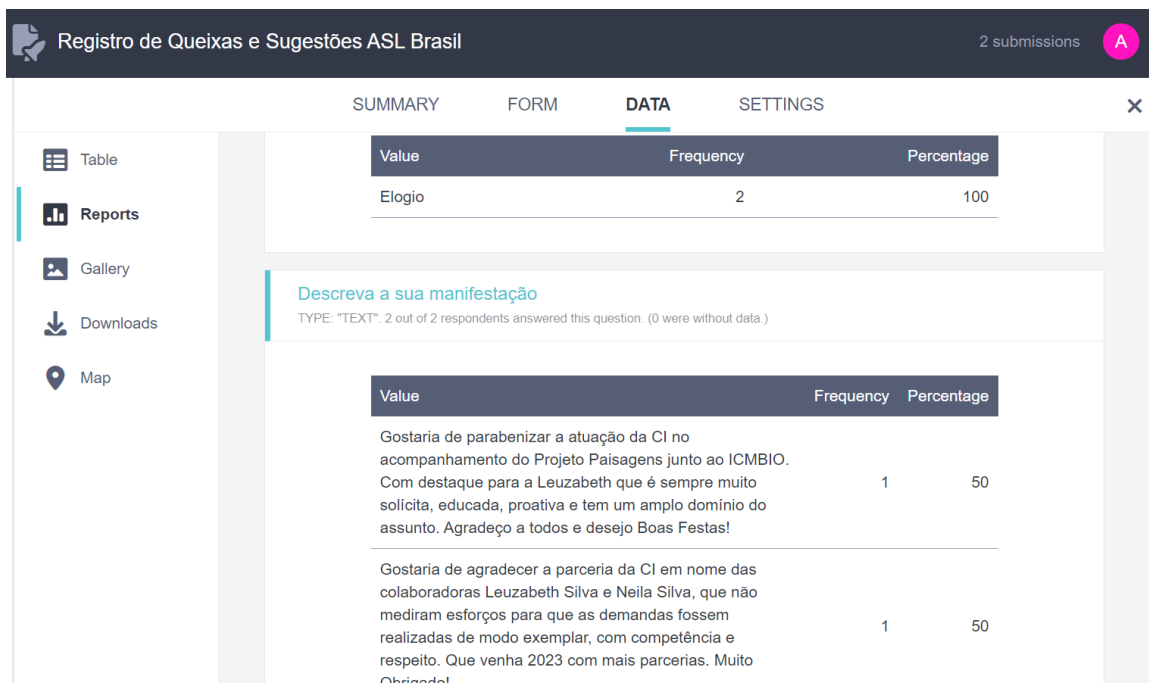 Registro de Queixas e Sugestões ASL Brasil
2 submissions
A
SUMMARY FORM DATA SETTINGS
Table
Reports
Gallery
Downloads
Map
Value Frequency Percentage
Elogio 2 100
Descreva a sua manifestação
TYPE: "TEXT". 2 out of 2 respondents answered this question. (0 were without data.)
Value Frequency Percentage
Gostaria de parabenizar a atuação da CI no
acompanhamento do Projeto Paisagens junto ao ICMBIO.
Com destaque para a Leuzabeth que é sempre muito
solícita, educada, proativa e tem um amplo domínio do
assunto. Agradeço a todos e desejo Boas Festas!
1 50
Gostaria de agradecer a parceria da CI em nome das
colaboradoras Leuzabeth Silva e Neila Silva, que não
mediram esforços para que as demandas fossem
realizadas de modo exemplar, com competência e
respeito. Que venha 2023 com mais parcerias. Muito
Obrigado!
1 50